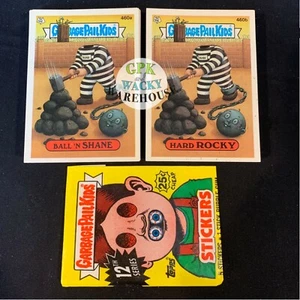 GARBAGE PAIL KIDS
460a
GARBAGE PAIL KIDS
460b
GPK
WACKY
WAREHOUSE
BALL 'N SHANE
HARD ROCKY
GARBAGE PAIL KIDS
12TH SERIES
25¢
STICKERS
TOPPS